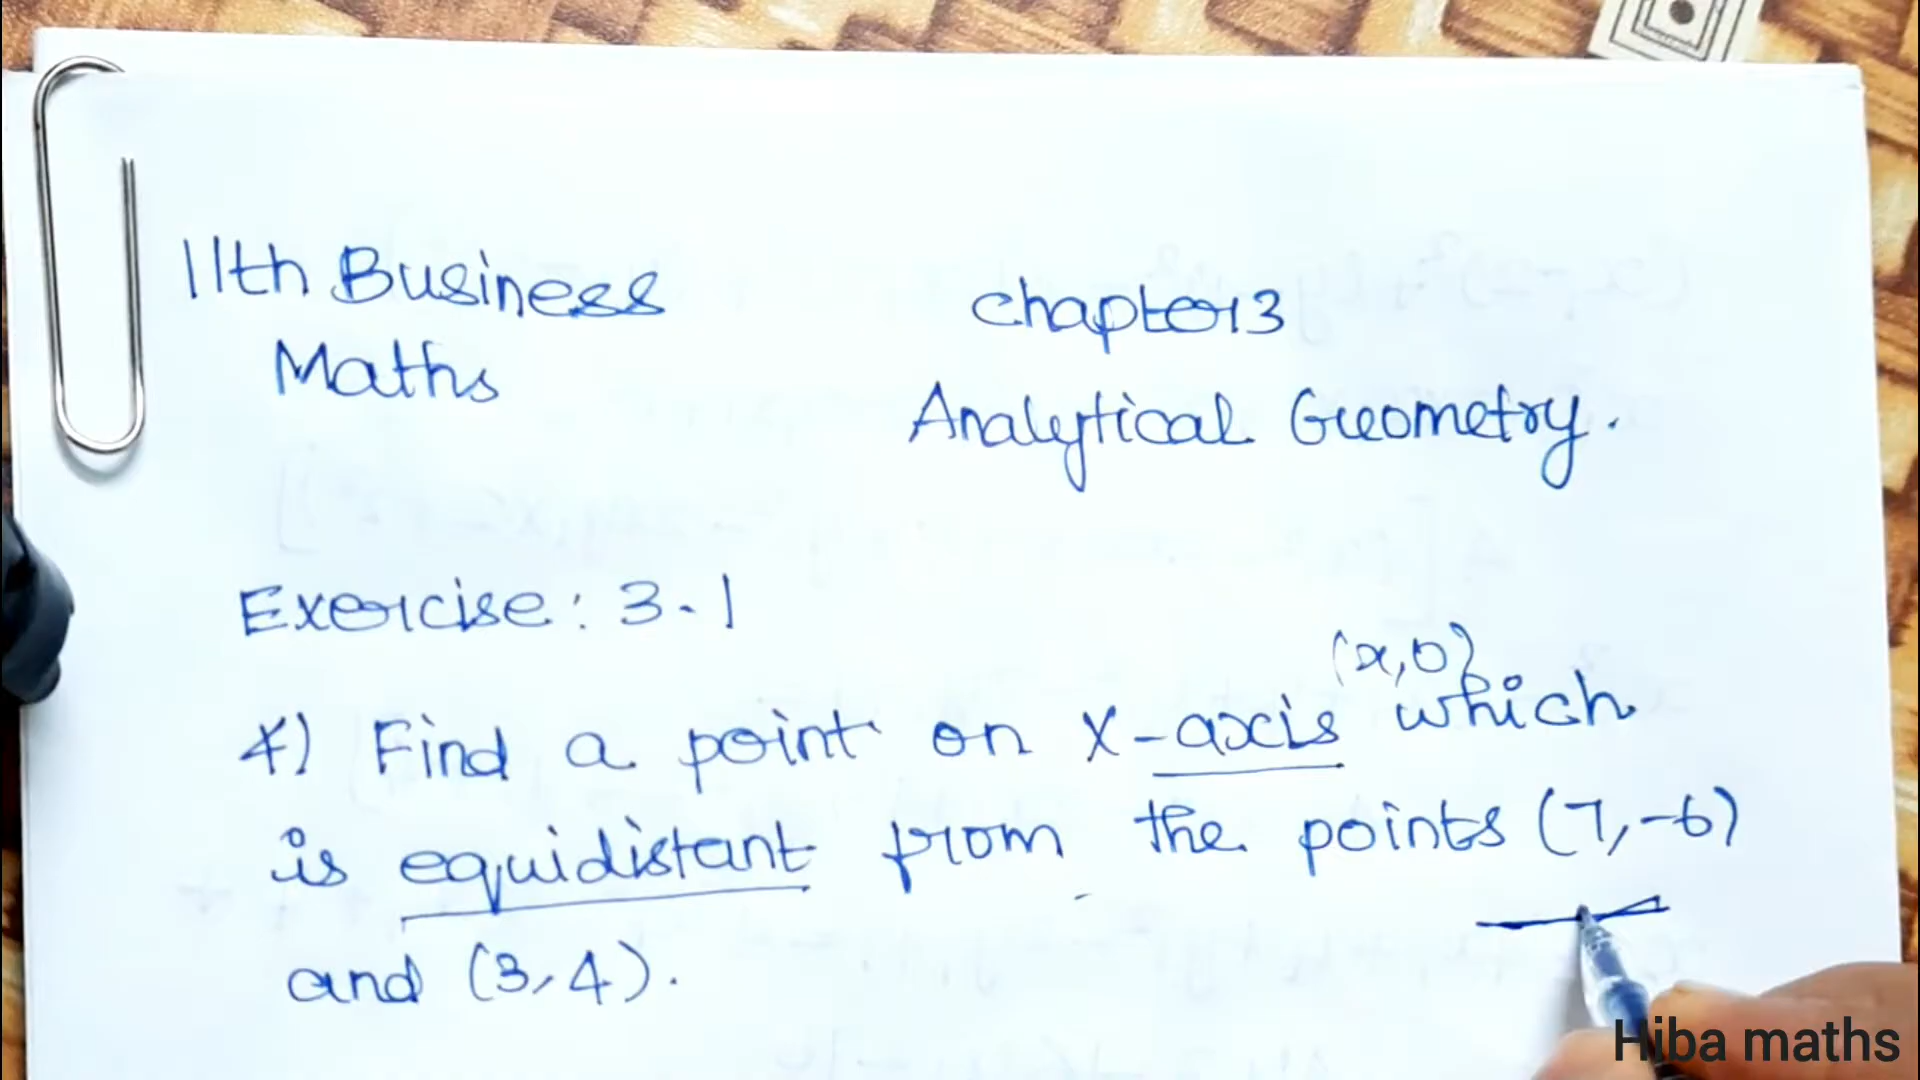 11th Business
Maths
Chapter 3
Analytical Geometry.
Exercise: 3.1
(x,0)
4) Find a point on X-axis which
is equidistant from the points (7,-6)
and (3,4).
Hiba maths